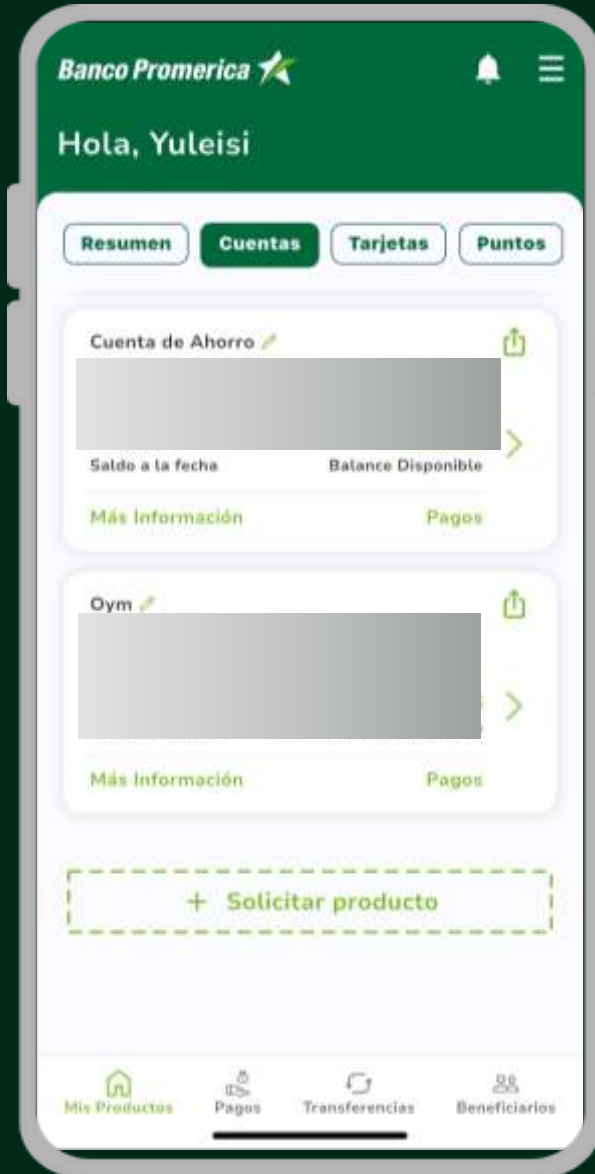 Banco Promerica
Hola, Yuleisi
Resumen Cuentas Tarjetas Puntos
Cuenta de Ahorro
Saldo a la fecha Balance Disponible
Más Información Pagos
Oym
Más Información Pagos
+ Solicitar producto
Mis Productos Pagos Transferencias Beneficiarios